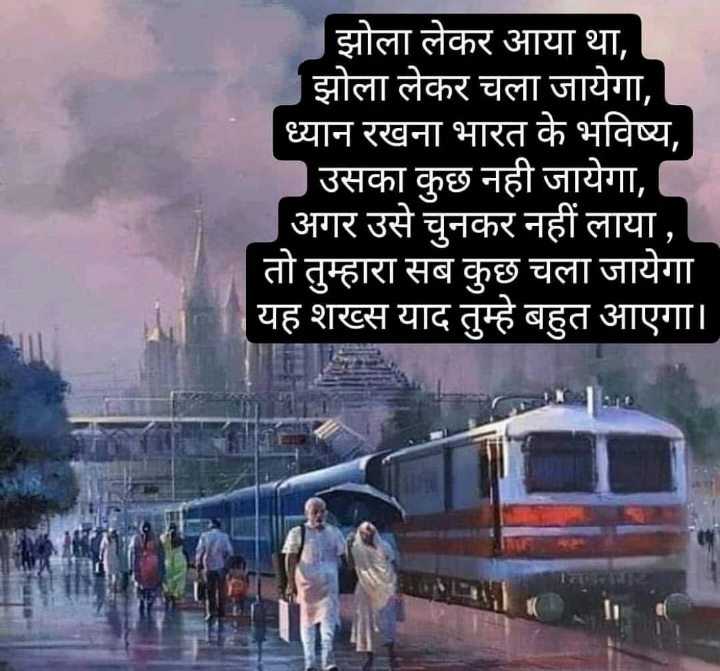 झोला लेकर आया था,
झोला लेकर चला जायेगा,
ध्यान रखना भारत के भविष्य,
उसका कुछ नही जायेगा,
अगर उसे चुनकर नहीं लाया ,
तो तुम्हारा सब कुछ चला जायेगा
यह शख्स याद तुम्हे बहुत आएगा।